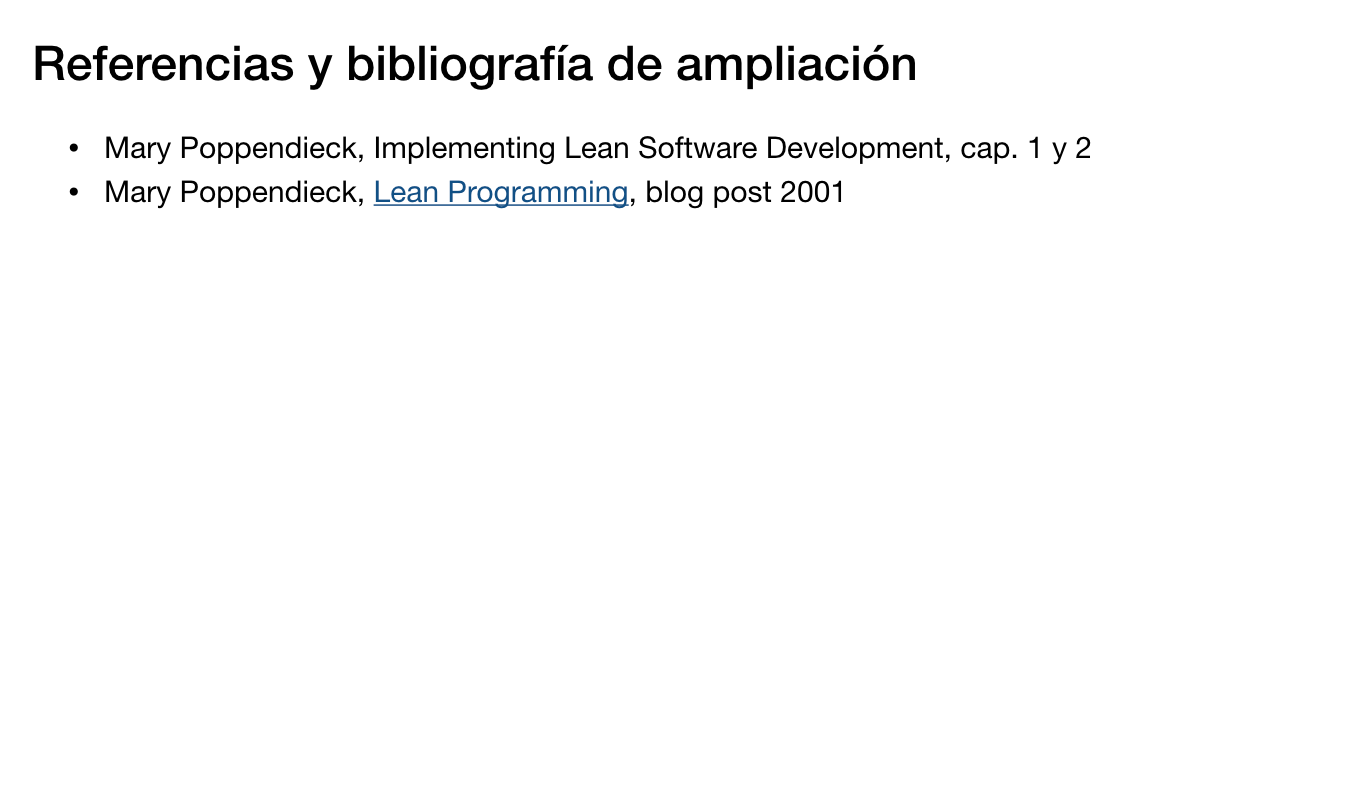 Referencias y bibliografía de ampliación
• Mary Poppendieck, Implementing Lean Software Development, cap. 1 y 2
• Mary Poppendieck, Lean Programming, blog post 2001